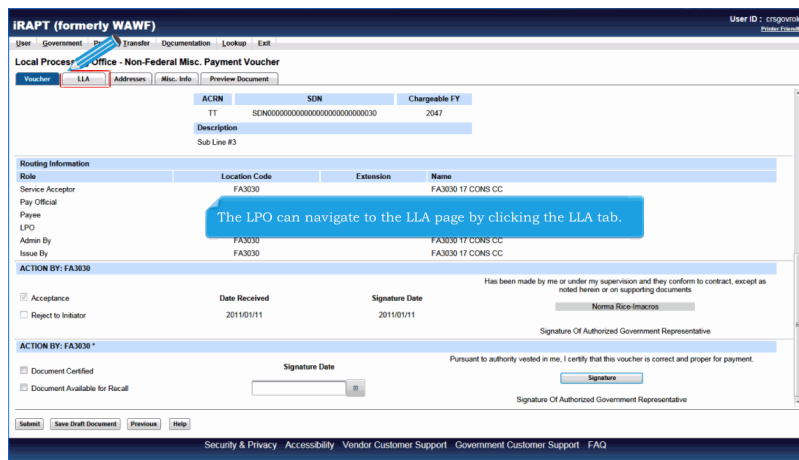 iRAPT (formerly WAWF)
User ID : crsgovrol
Printer Friendl
User Government Transfer Documentation Lookup Exit
Local Process Office - Non-Federal Misc. Payment Voucher
Voucher LLA Addresses Misc. Info Preview Document
ACRN SDN Chargeable FY
TT 2047
Description
Sub Line #3
Routing Information
Role Location Code Extension Name
Service Acceptor FA3030 FA3030 17 CONS CC
Pay Official
Payee
The LPO can navigate to the LLA page by clicking the LLA tab.
LPO
Admin By FA3030 FA3030 17 CONS CC
Issue By FA3030 FA3030 17 CONS CC
ACTION BY: FA3030
Has been made by me or under my supervision and they conform to contract, except as
noted herein or on supporting documents
Acceptance Date Received Signature Date
Norma Rice-Imacros
Reject to Initiator 2011/01/11 2011/01/11
Signature Of Authorized Government Representative
ACTION BY: FA3030 *
Pursuant to authority vested in me, I certify that this voucher is correct and proper for payment.
Document Certified Signature Date
Signature
Document Available for Recall
Signature Of Authorized Government Representative
Submit Save Draft Document Previous Help
Security & Privacy Accessibility Vendor Customer Support Government Customer Support FAQ